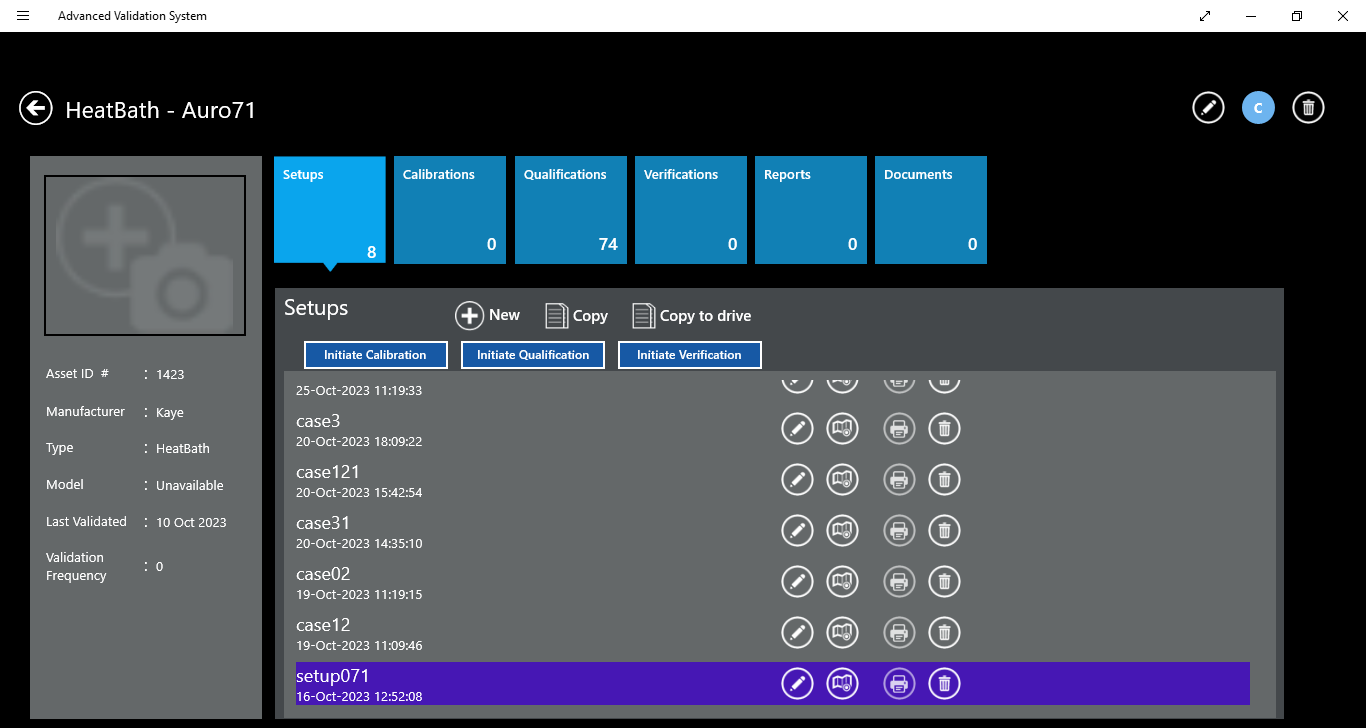 Advanced Validation System
HeatBath - Auro71
C
Setups
8
Calibrations
0
Qualifications
74
Verifications
0
Reports
0
Documents
0
Asset ID #
:
1423
Manufacturer
:
Kaye
Type
:
HeatBath
Model
:
Unavailable
Last Validated
:
10 Oct 2023
Validation
Frequency
:
0
Setups
New
Copy
Copy to drive
Initiate Calibration
Initiate Qualification
Initiate Verification
25-Oct-2023 11:19:33
case3
20-Oct-2023 18:09:22
case121
20-Oct-2023 15:42:54
case31
20-Oct-2023 14:35:10
case02
19-Oct-2023 11:19:15
case12
19-Oct-2023 11:09:46
setup071
16-Oct-2023 12:52:08